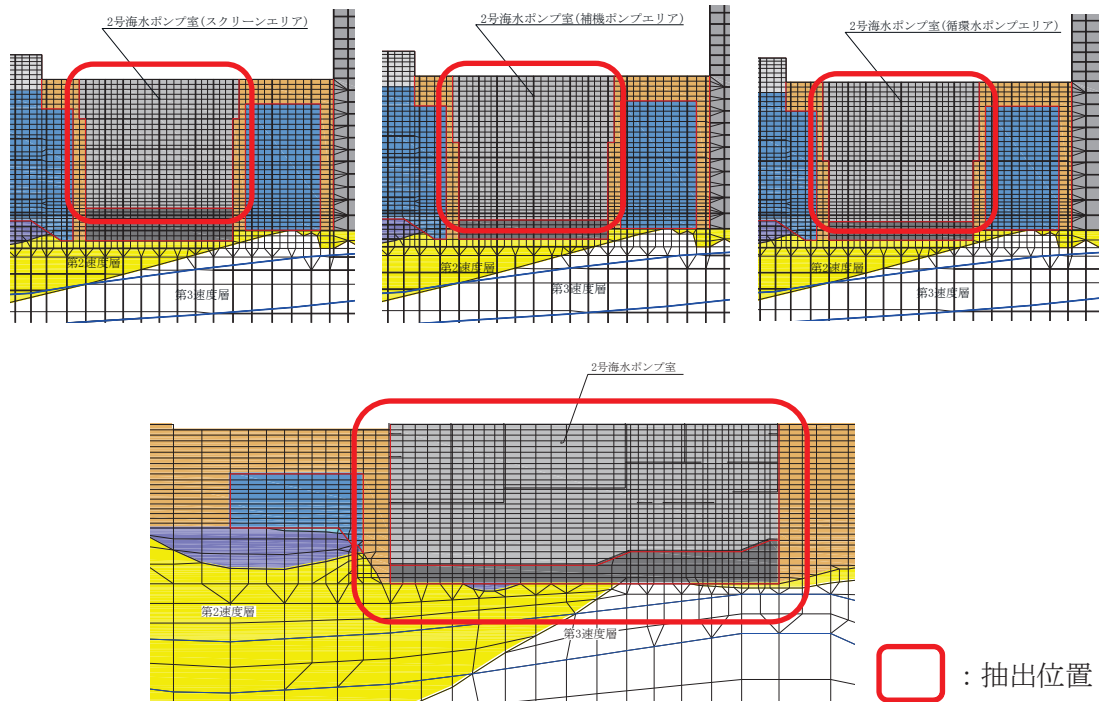 2号海水ポンプ室(スクリーンエリア)
2号海水ポンプ室(補機ポンプエリア)
2号海水ポンプ室(循環水ポンプエリア)
第2速度層
第3速度層
第2速度層
第3速度層
第2速度層
第3速度層
2号海水ポンプ室
第2速度層
第3速度層
：抽出位置